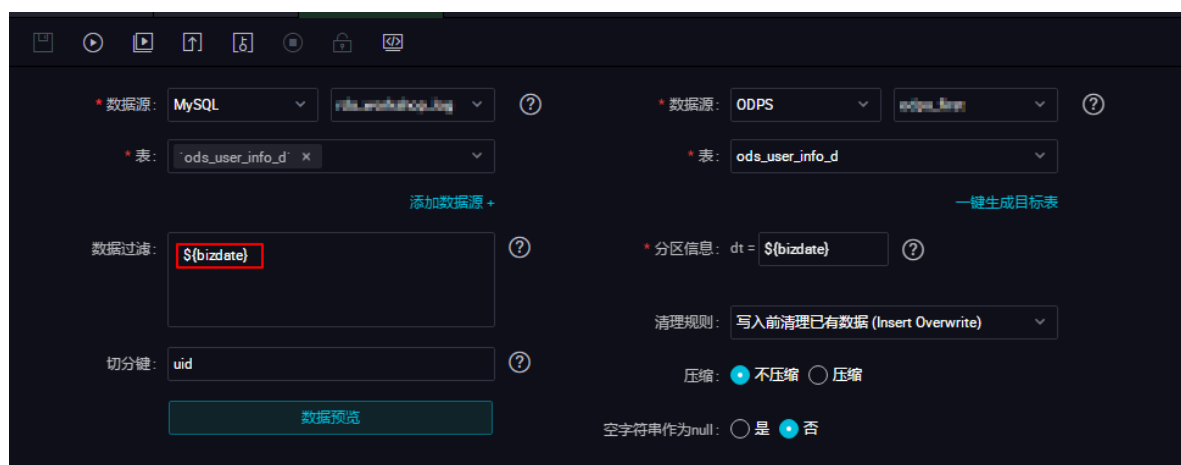 * 数据源: MySQL
* 表: `ods_user_info_d` ×
添加数据源 +
数据过滤: ${bizdate}
切分键: uid
数据预览
* 数据源: ODPS
* 表: ods_user_info_d
一键生成目标表
* 分区信息: dt = ${bizdate}
清理规则: 写入前清理已有数据 (Insert Overwrite)
压缩: 不压缩 压缩
空字符串作为null: 是 否